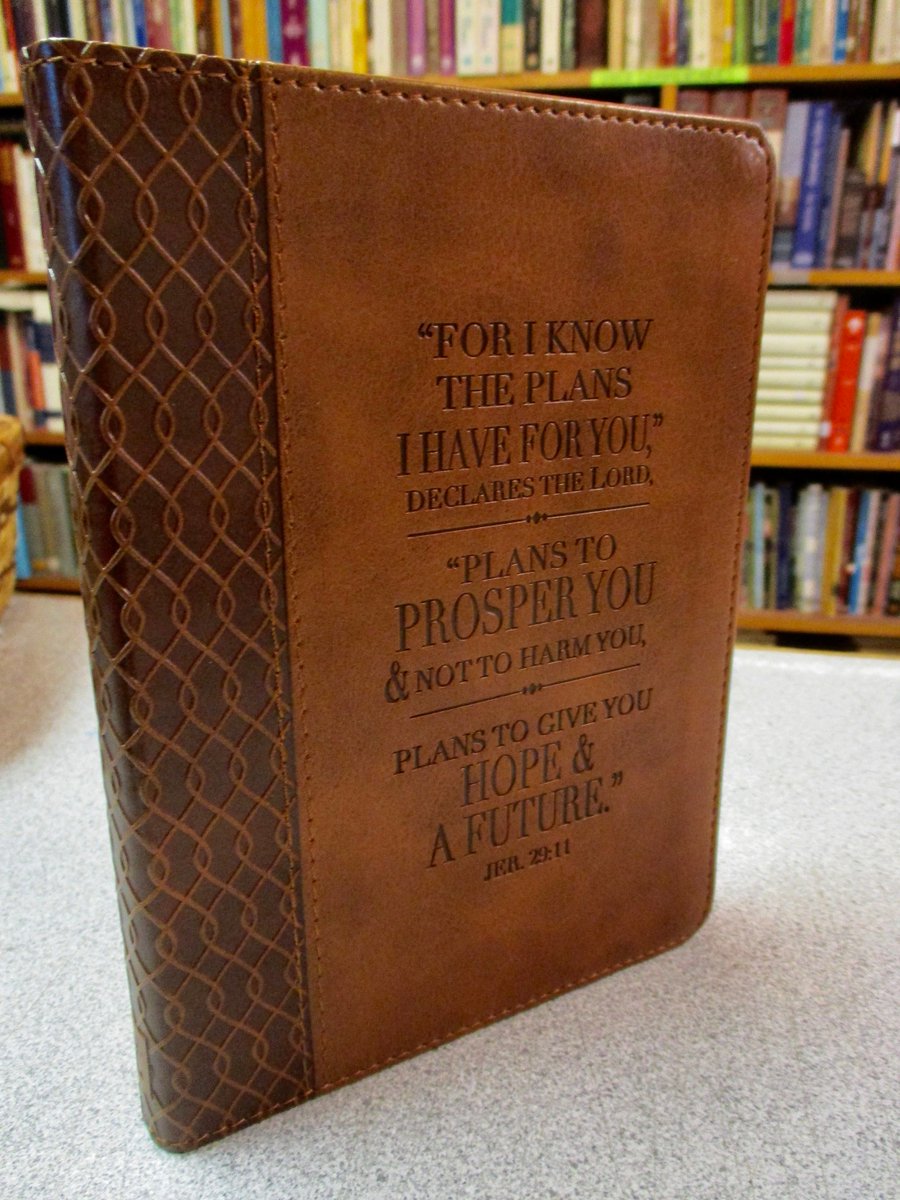 “FOR I KNOW
THE PLANS
I HAVE FOR YOU,”
DECLARES THE LORD,
“PLANS TO
PROSPER YOU
& NOT TO HARM YOU,
PLANS TO GIVE YOU
HOPE &
A FUTURE.”
JER. 29:11